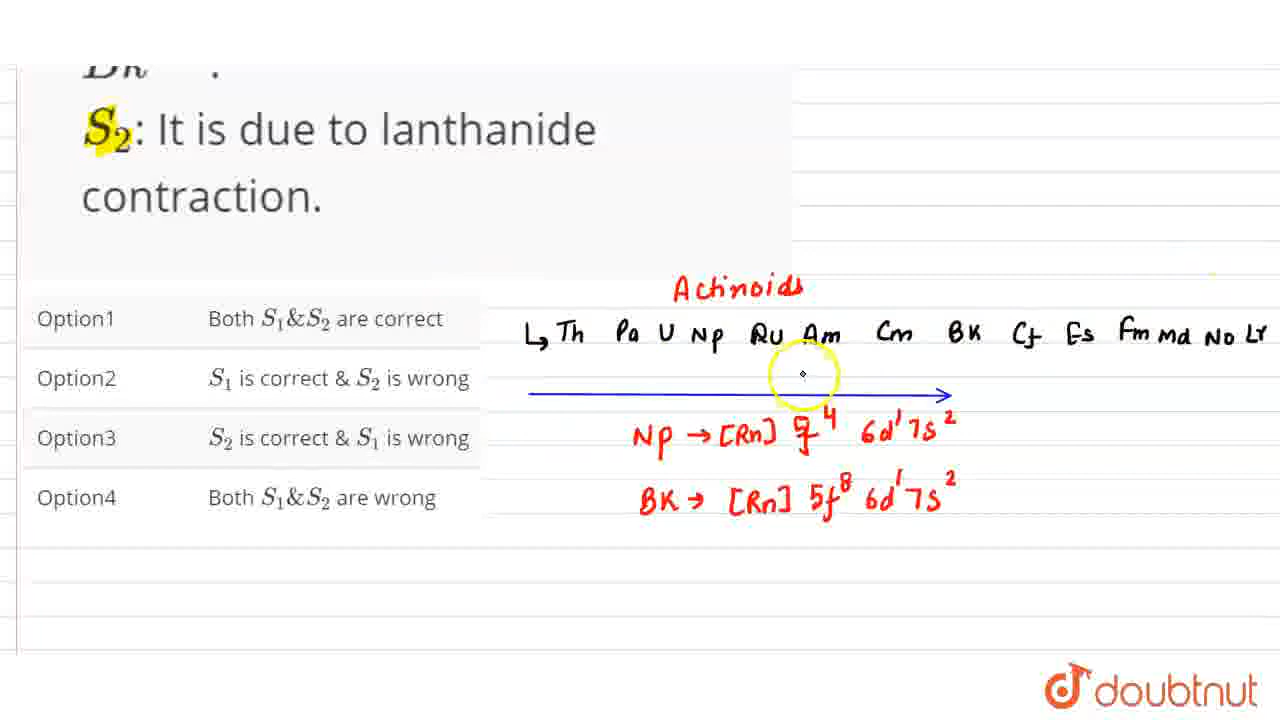 S₂: It is due to lanthanide
contraction.
Actinoids
Option1 Both S₁&S₂ are correct
↳ Th Pa U Np Ru Am Cm BK Cf Es Fm Md No Lr
Option2 S₁ is correct & S₂ is wrong
Option3 S₂ is correct & S₁ is wrong
Np → [Rn] 5f⁴ 6d¹ 7s²
Option4 Both S₁&S₂ are wrong
BK → [Rn] 5f⁸ 6d¹ 7s²
doubtnut